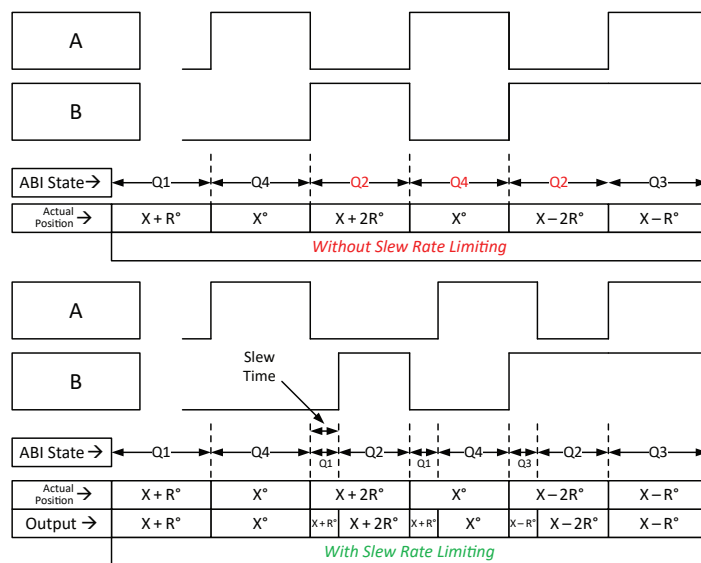 A
B
ABI State → Q1 Q4 Q2 Q4 Q2 Q3
Actual Position → X + R° X° X + 2R° X° X – 2R° X – R°
Without Slew Rate Limiting
A
B
Slew
Time
ABI State → Q1 Q4 Q1 Q2 Q1 Q4 Q3 Q2 Q3
Actual Position → X + R° X° X + 2R° X° X – 2R° X – R°
Output → X + R° X° X + R° X + 2R° X + R° X° X – R° X – 2R° X – R°
With Slew Rate Limiting